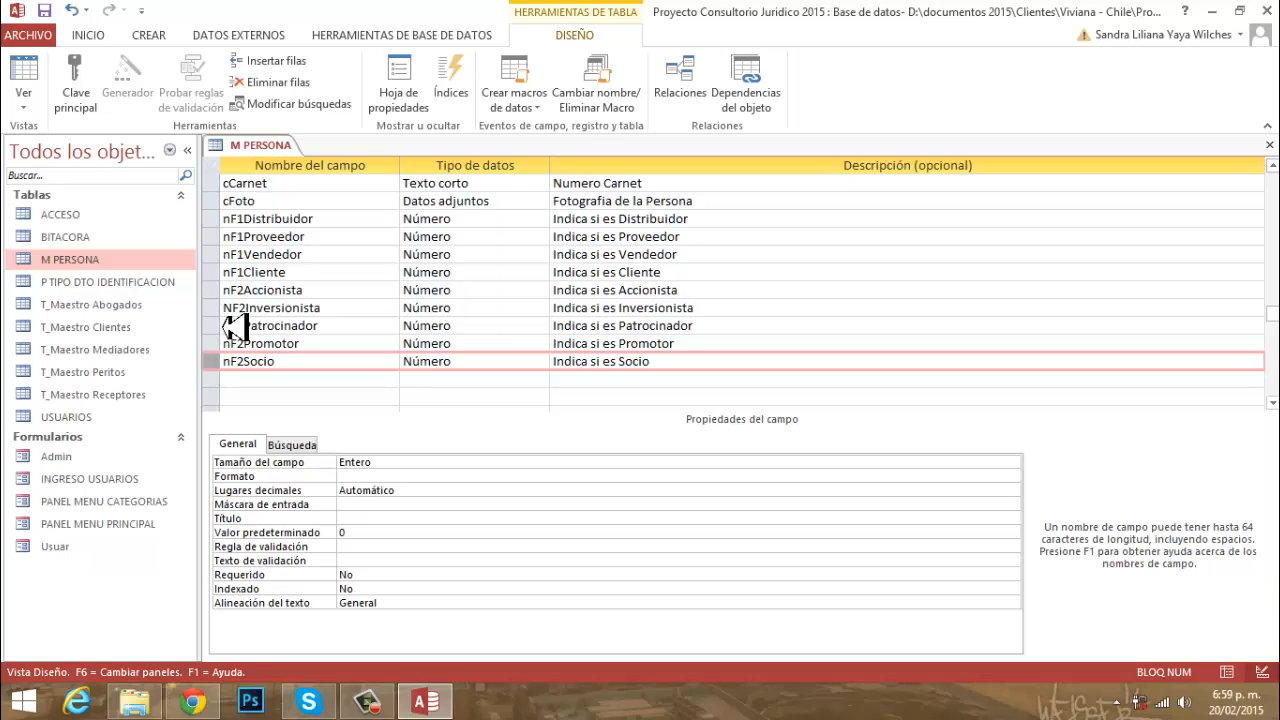 HERRAMIENTAS DE TABLA
Proyecto Consultorio Juridico 2015 : Base de datos- D:\documentos 2015\Clientes\Viviana - Chile\Pro...
ARCHIVO INICIO CREAR DATOS EXTERNOS HERRAMIENTAS DE BASE DE DATOS DISEÑO
Sandra Liliana Yaya Wilches
Ver
Clave principal
Generador
Probar reglas de validación
Insertar filas
Eliminar filas
Modificar búsquedas
Hoja de propiedades
Índices
Crear macros de datos
Cambiar nombre/ Eliminar Macro
Relaciones
Dependencias del objeto
Vistas Herramientas Mostrar u ocultar Eventos de campo, registro y tabla Relaciones
Todos los objet...
Buscar...
Tablas
ACCESO
BITACORA
M PERSONA
P TIPO DTO IDENTIFICACION
T_Maestro Abogados
T_Maestro Clientes
T_Maestro Mediadores
T_Maestro Peritos
T_Maestro Receptores
USUARIOS
Formularios
Admin
INGRESO USUARIOS
PANEL MENU CATEGORIAS
PANEL MENU PRINCIPAL
Usuar
M PERSONA
Nombre del campo Tipo de datos Descripción (opcional)
cCarnet Texto corto Numero Carnet
cFoto Datos adjuntos Fotografia de la Persona
nF1Distribuidor Número Indica si es Distribuidor
nF1Proveedor Número Indica si es Proveedor
nF1Vendedor Número Indica si es Vendedor
nF1Cliente Número Indica si es Cliente
nF2Accionista Número Indica si es Accionista
NF2Inversionista Número Indica si es Inversionista
atrocinador Número Indica si es Patrocinador
nF2Promotor Número Indica si es Promotor
nF2Socio Número Indica si es Socio
Propiedades del campo
General Búsqueda
Tamaño del campo Entero
Formato
Lugares decimales Automático
Máscara de entrada
Título
Valor predeterminado 0
Regla de validación
Texto de validación
Requerido No
Indexado No
Alineación del texto General
Un nombre de campo puede tener hasta 64
caracteres de longitud, incluyendo espacios.
Presione F1 para obtener ayuda acerca de los
nombres de campo.
Vista Diseño. F6 = Cambiar paneles. F1 = Ayuda.
BLOQ NUM
6:59 p. m.
20/02/2015